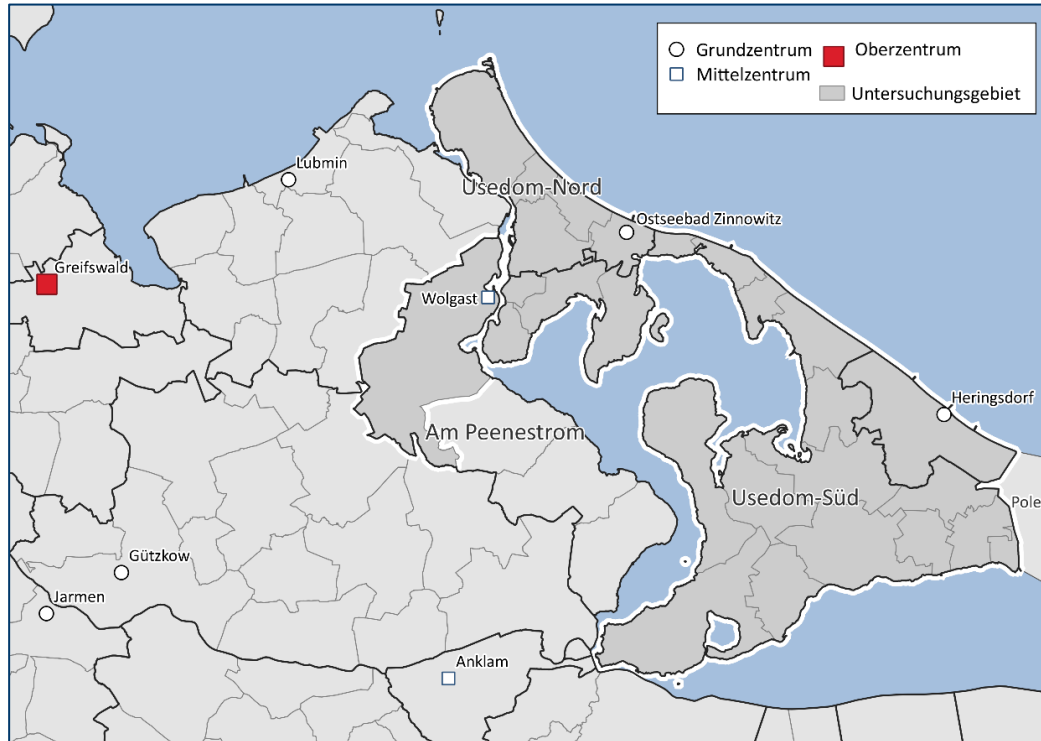 Grundzentrum
Oberzentrum
Mittelzentrum
Untersuchungsgebiet
Lubmin
Usedom-Nord
Ostseebad Zinnowitz
Greifswald
Wolgast
Heringsdorf
Am Peenestrom
Usedom-Süd
Pole
Gützkow
Jarmen
Anklam